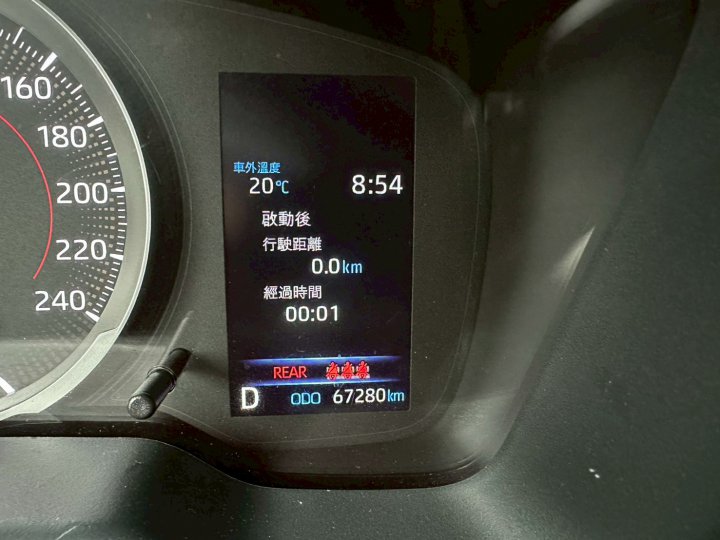 160
180
200
220
240
車外溫度
20℃ 8:54
啟動後
行駛距離
0.0km
經過時間
00:01
REAR
D ODO 67280km